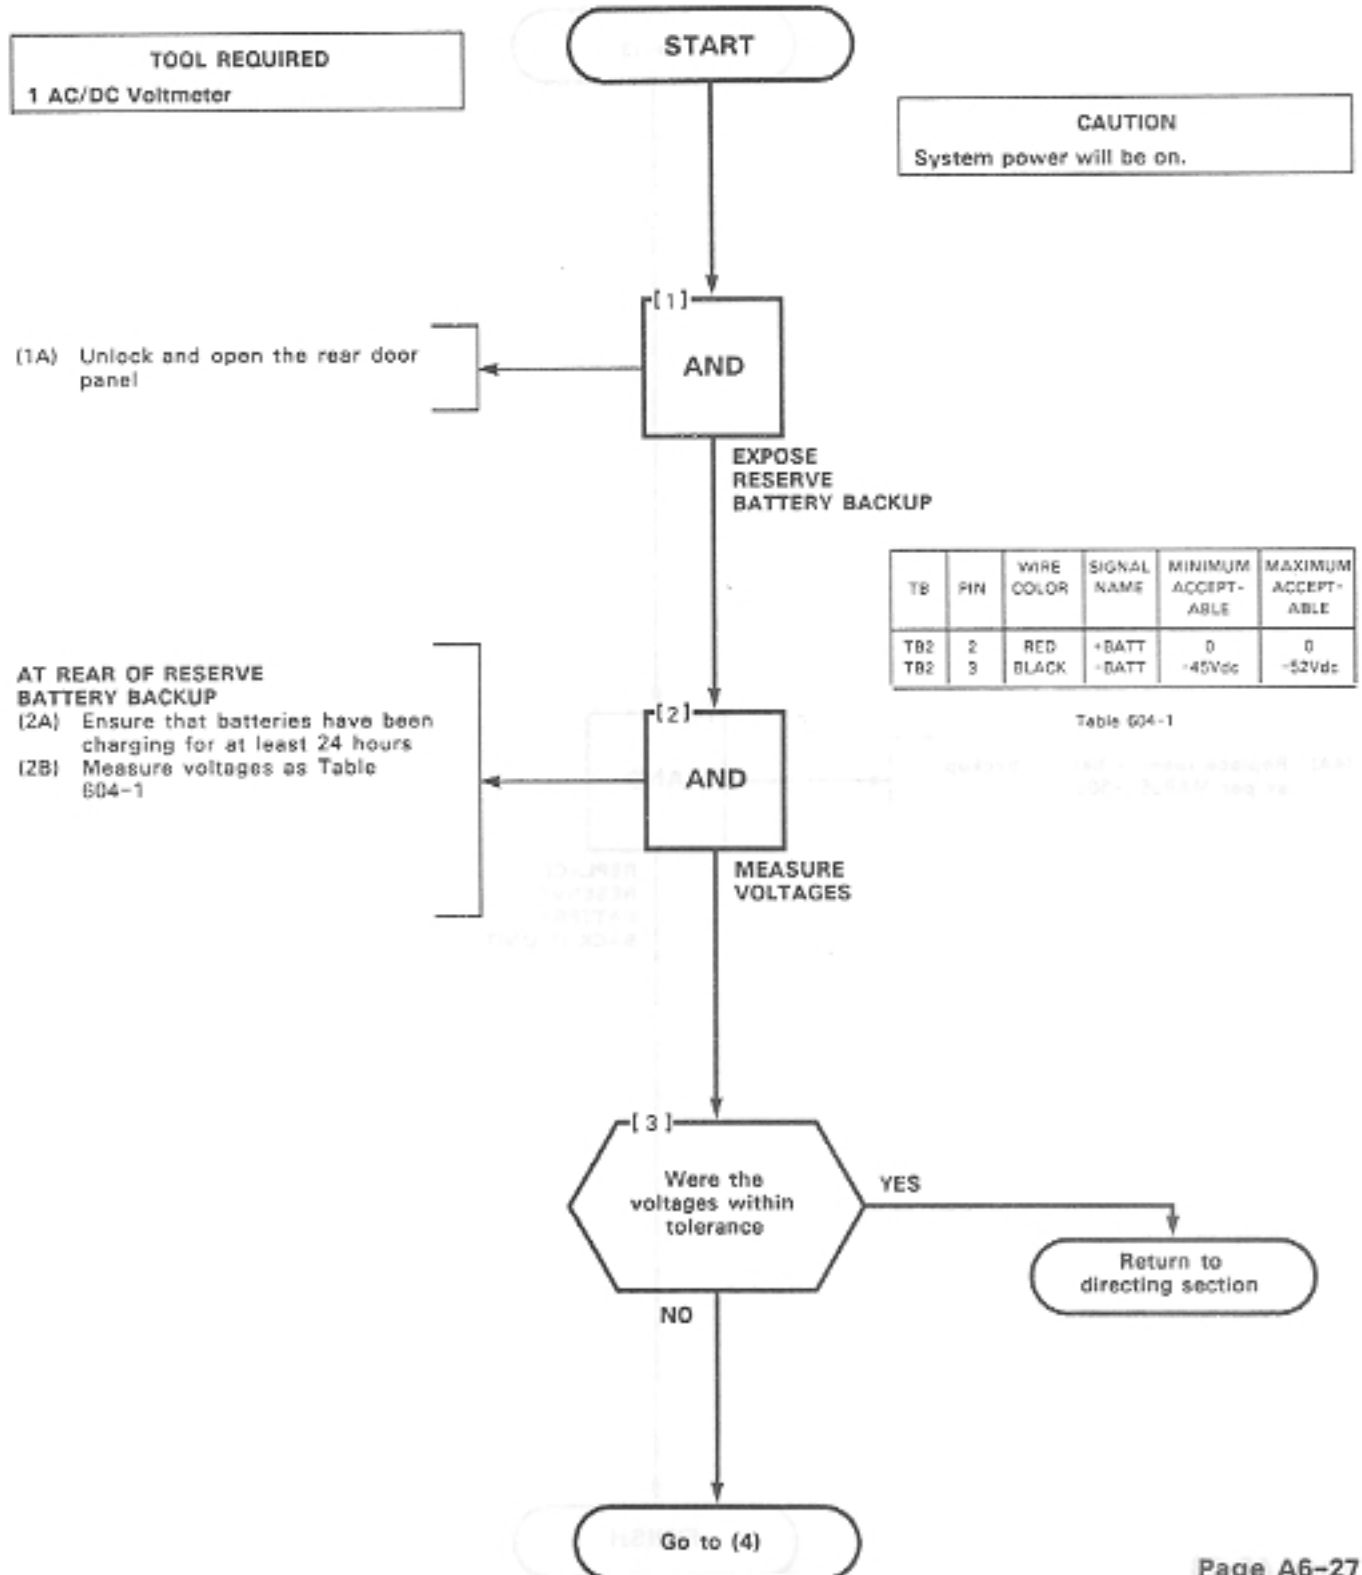 START
TOOL REQUIRED
1 AC/DC Voltmeter
CAUTION
System power will be on.
[1]
AND
(1A) Unlock and open the rear door
panel
EXPOSE
RESERVE
BATTERY BACKUP
TB PIN WIRE COLOR SIGNAL NAME MINIMUM ACCEPT-ABLE MAXIMUM ACCEPT-ABLE
TB2 2 RED +BATT 0 0
TB2 3 BLACK -BATT -45Vdc -52Vdc
Table 604-1
AT REAR OF RESERVE
BATTERY BACKUP
(2A) Ensure that batteries have been
charging for at least 24 hours
(2B) Measure voltages as Table
604-1
[2]
AND
MEASURE
VOLTAGES
[3]
Were the
voltages within
tolerance
YES
Return to
directing section
NO
Go to (4)
Page A6-27